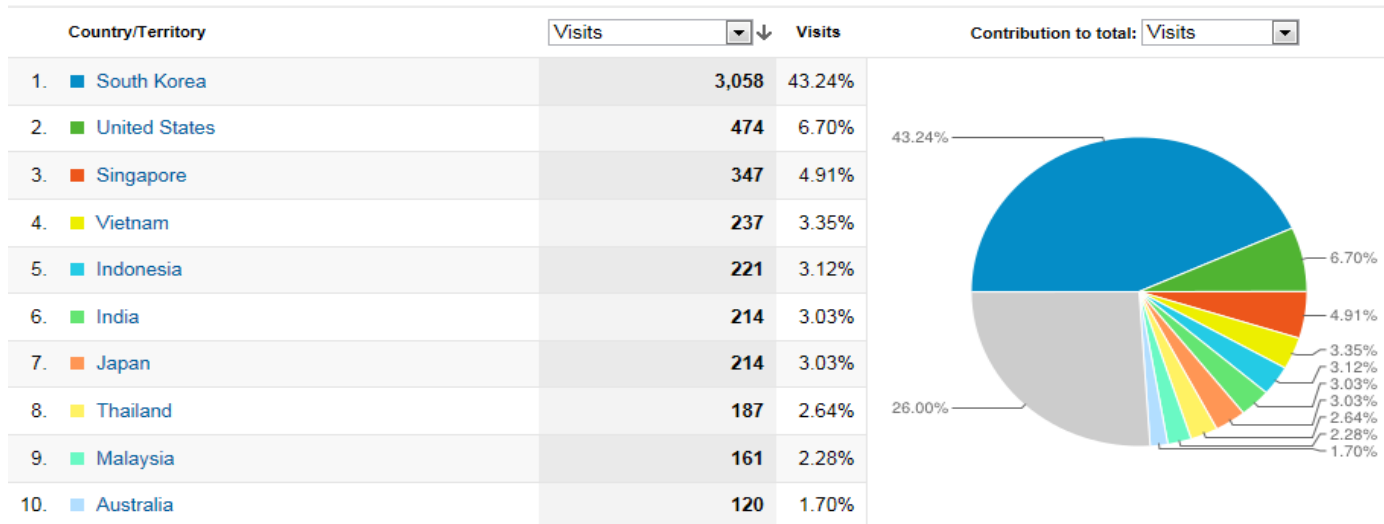 Country/Territory Visits Visits Contribution to total: Visits
1. South Korea 3,058 43.24%
2. United States 474 6.70%
3. Singapore 347 4.91%
4. Vietnam 237 3.35%
5. Indonesia 221 3.12%
6. India 214 3.03%
7. Japan 214 3.03%
8. Thailand 187 2.64%
9. Malaysia 161 2.28%
10. Australia 120 1.70%
43.24%
6.70%
4.91%
3.35%
3.12%
3.03%
3.03%
2.64%
2.28%
1.70%
26.00%